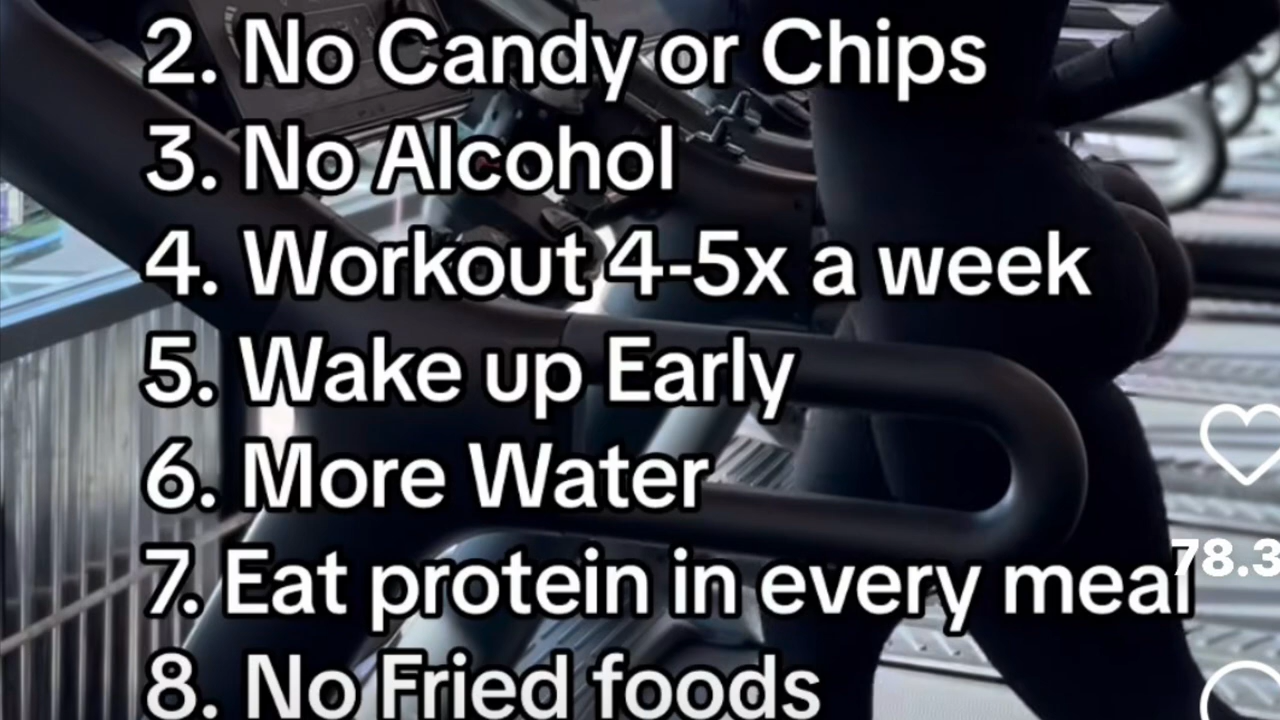 2. No Candy or Chips
3. No Alcohol
4. Workout 4-5x a week
5. Wake up Early
6. More Water
7. Eat protein in every meal
78.3
8. No Fried foods